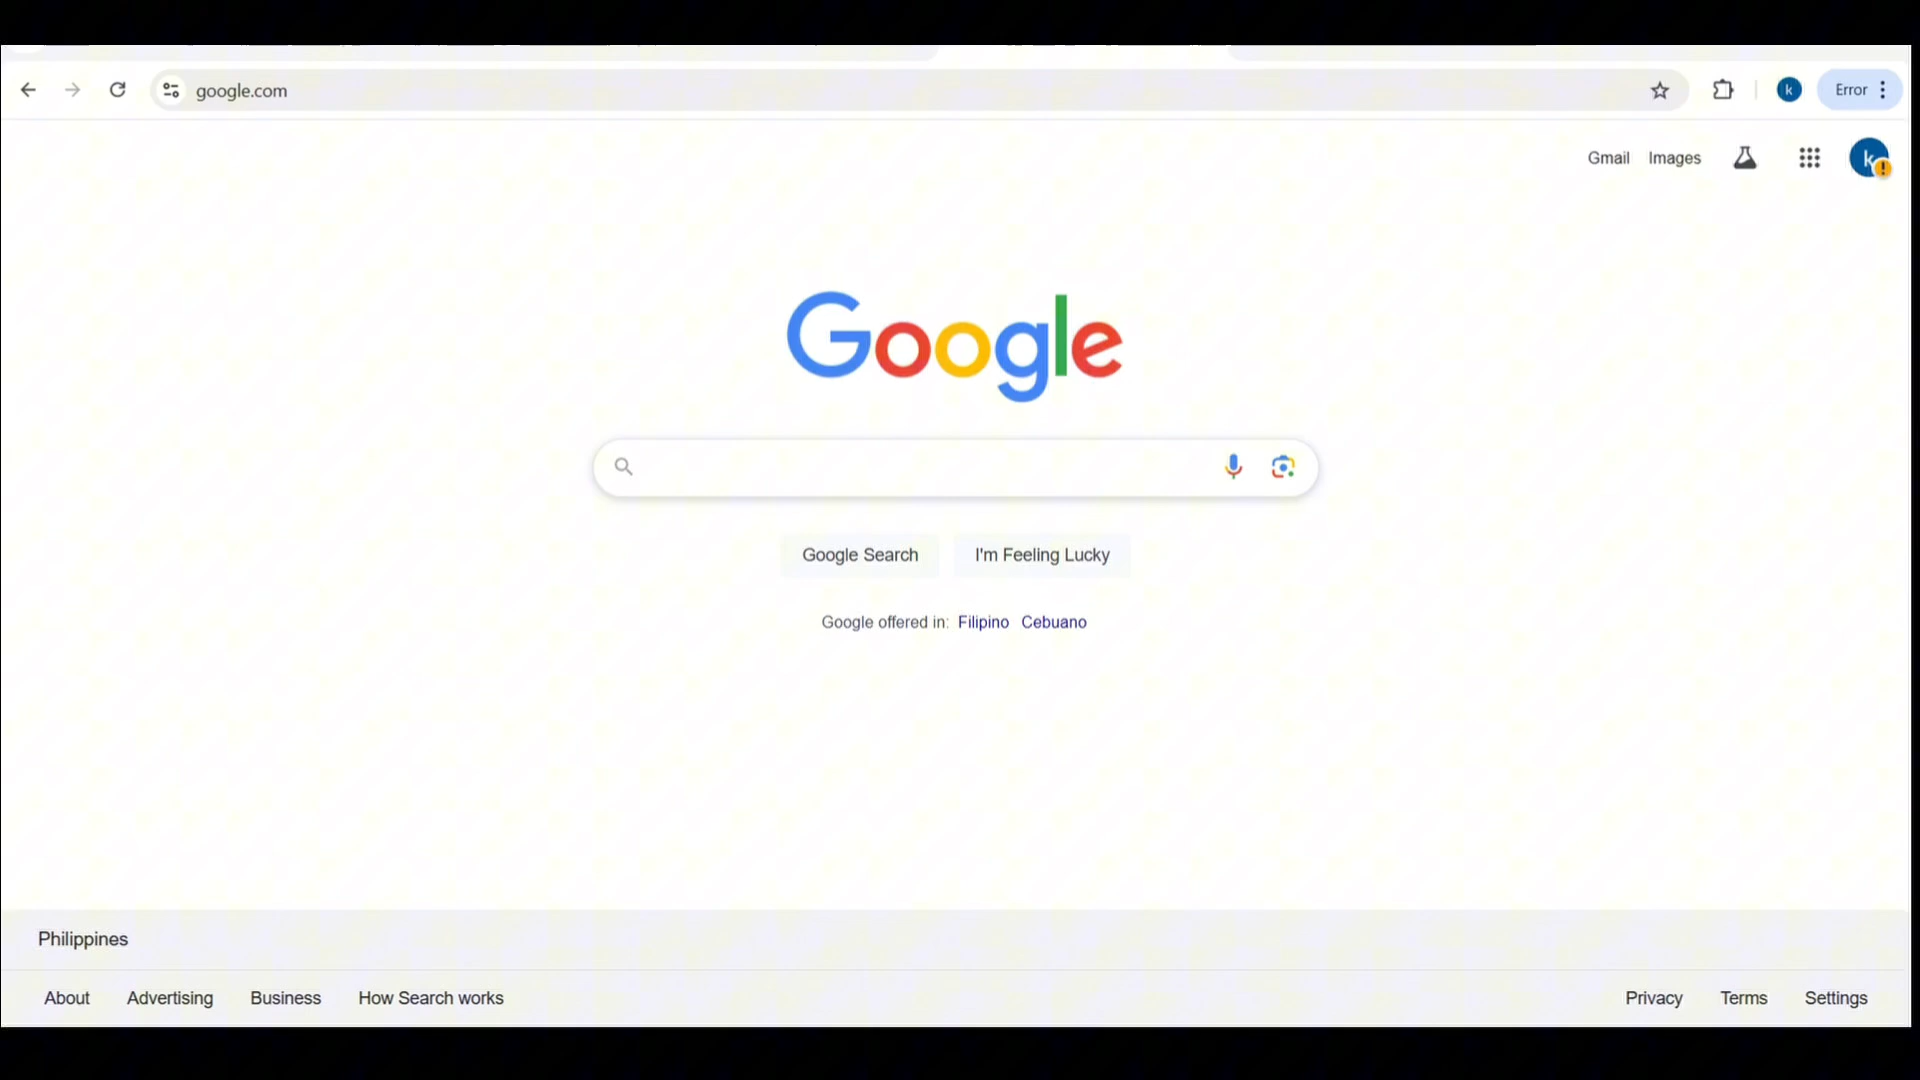 google.com
k
Error
Gmail Images
k
Google
Google Search I'm Feeling Lucky
Google offered in: Filipino Cebuano
Philippines
About Advertising Business How Search works Privacy Terms Settings